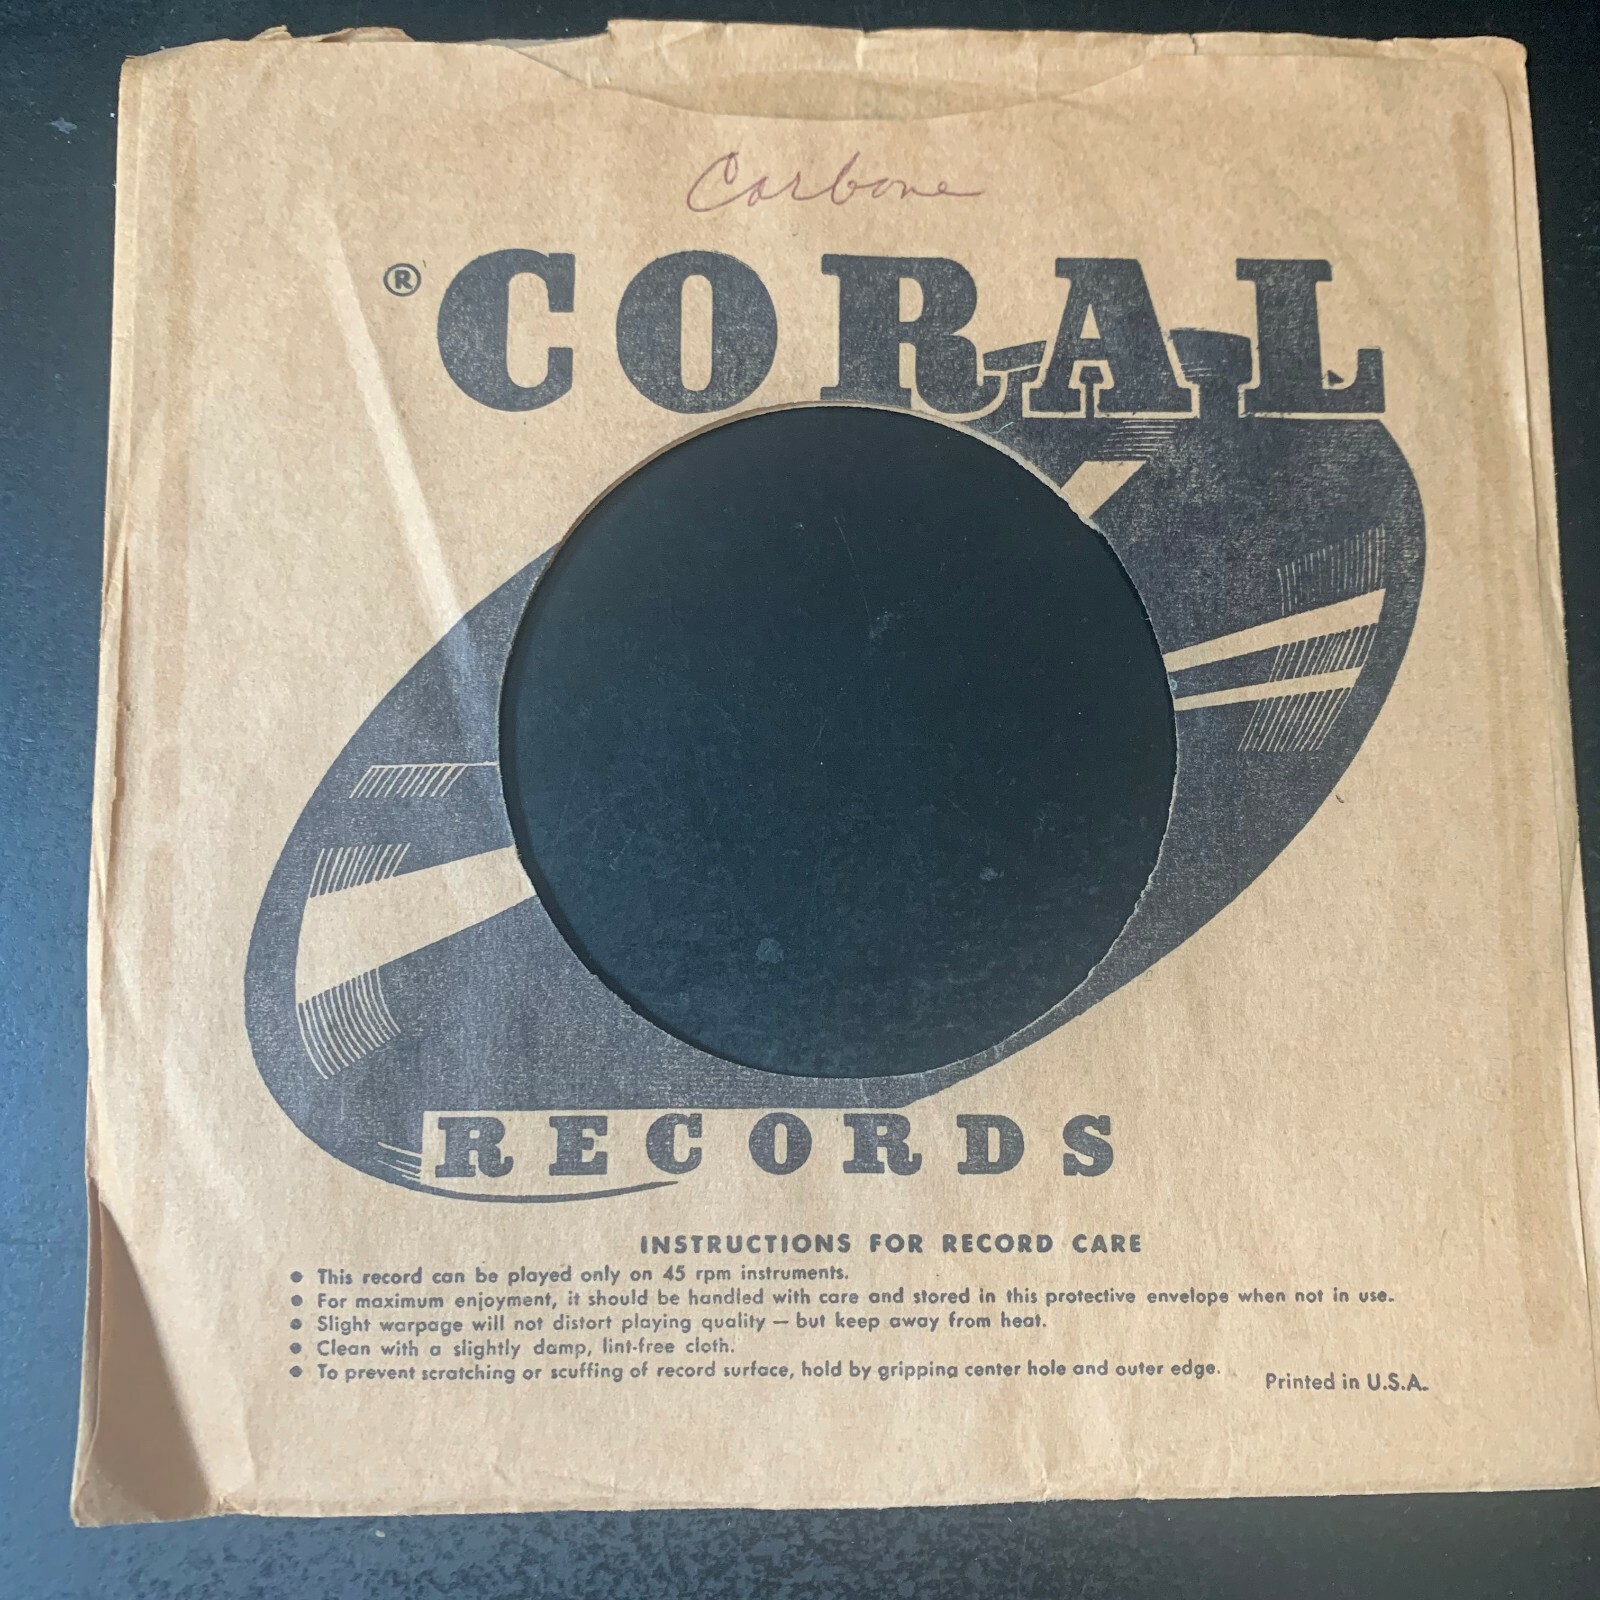 Carbone
® CORAL
RECORDS
INSTRUCTIONS FOR RECORD CARE
● This record can be played only on 45 rpm instruments.
● For maximum enjoyment, it should be handled with care and stored in this protective envelope when not in use.
● Slight warpage will not distort playing quality — but keep away from heat.
● Clean with a slightly damp, lint-free cloth.
● To prevent scratching or scuffing of record surface, hold by gripping center hole and outer edge.
Printed in U.S.A.